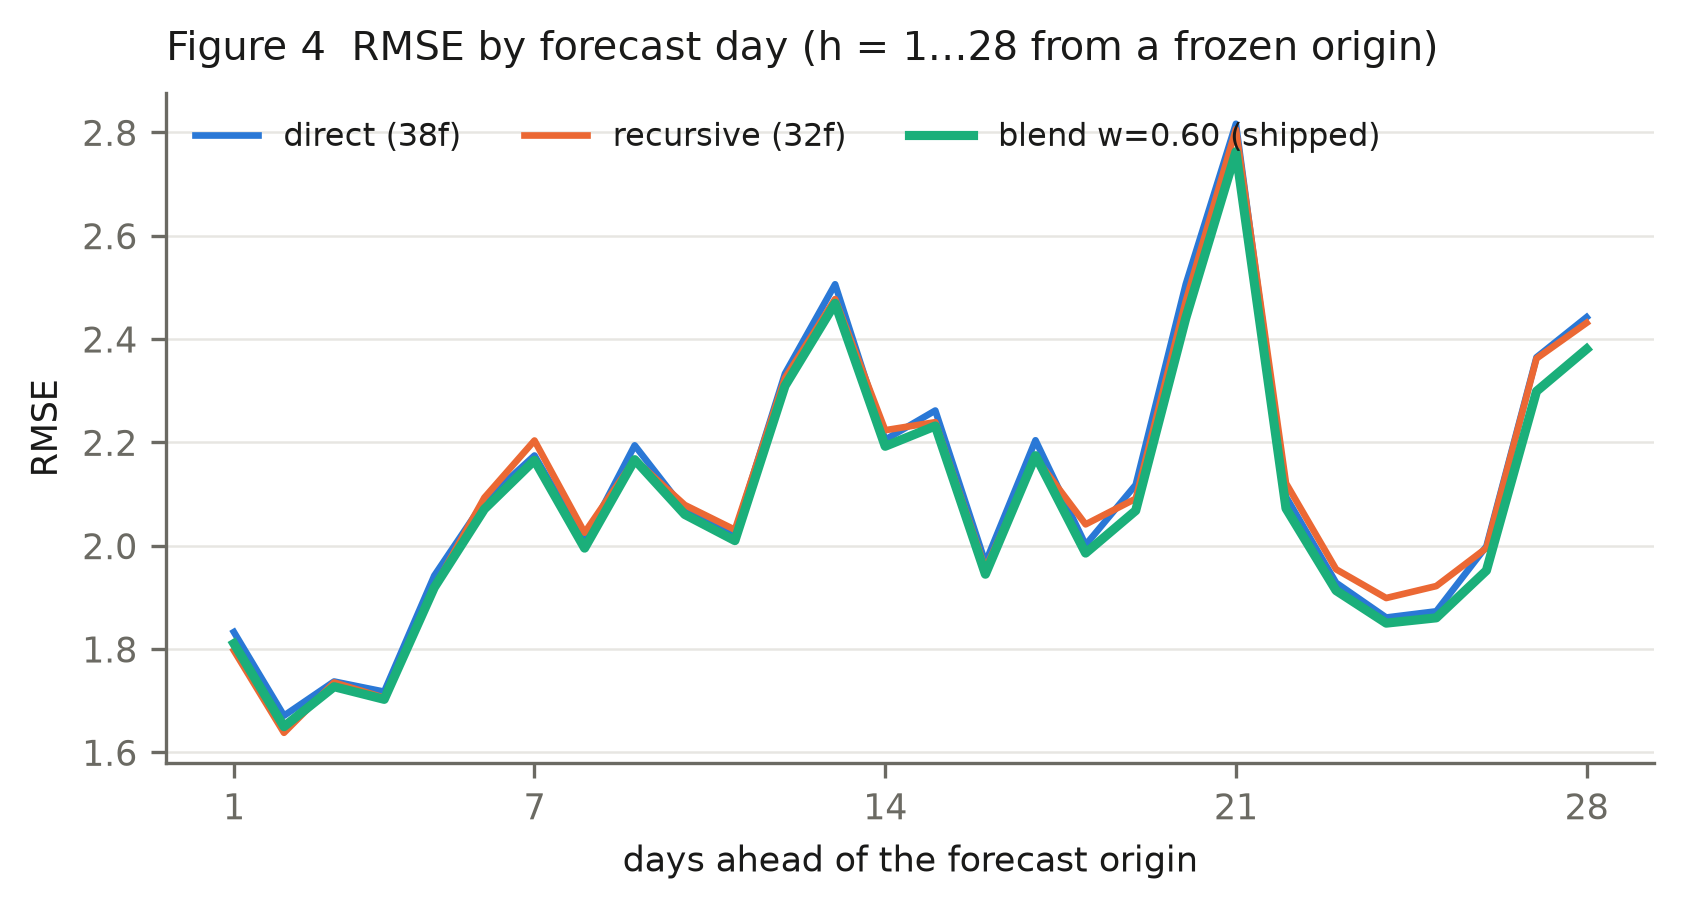 Figure 4  RMSE by forecast day (h = 1...28 from a frozen origin)
direct (38f)
recursive (32f)
blend w=0.60 (shipped)
2.8
2.6
2.4
2.2
2.0
1.8
1.6
RMSE
1
7
14
21
28
days ahead of the forecast origin